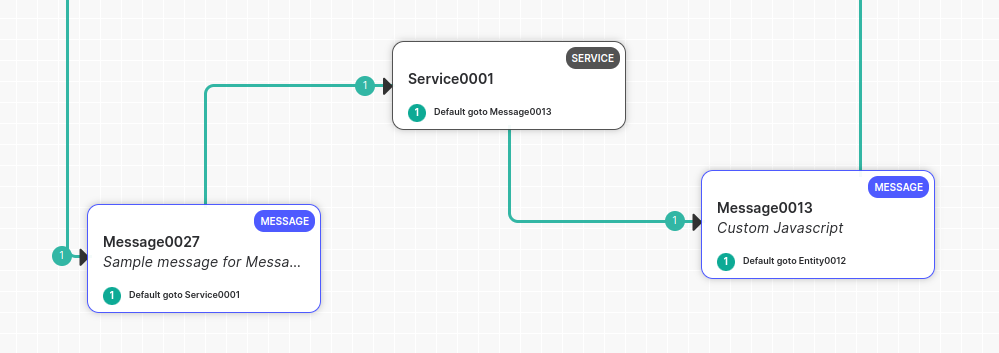 SERVICE
Service0001
1
1 Default goto Message0013
MESSAGE
Message0013
Custom Javascript
1
1 Default goto Entity0012
MESSAGE
Message0027
Sample message for Messa...
1
1 Default goto Service0001